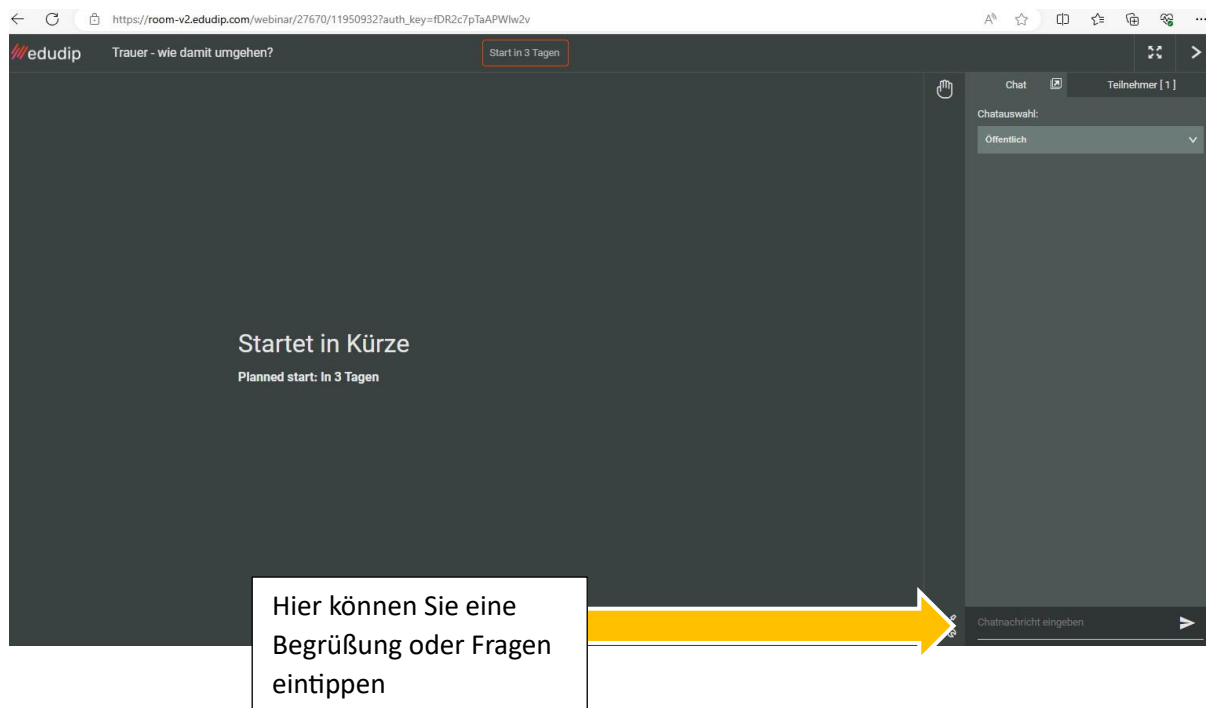 https://room-v2.edudip.com/webinar/27670/11950932?auth_key=fDR2c7pTaAPWlw2v
edudip Trauer - wie damit umgehen? Start in 3 Tagen
Chat Teilnehmer [ 1 ]
Chatauswahl:
Öffentlich
Startet in Kürze
Planned start: In 3 Tagen
Hier können Sie eine
Begrüßung oder Fragen
eintippen
Chatnachricht eingeben